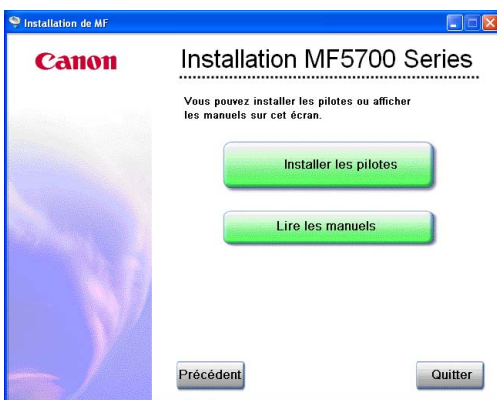 Installation de MF
Canon
Installation MF5700 Series
Vous pouvez installer les pilotes ou afficher
les manuels sur cet écran.
Installer les pilotes
Lire les manuels
Précédent
Quitter